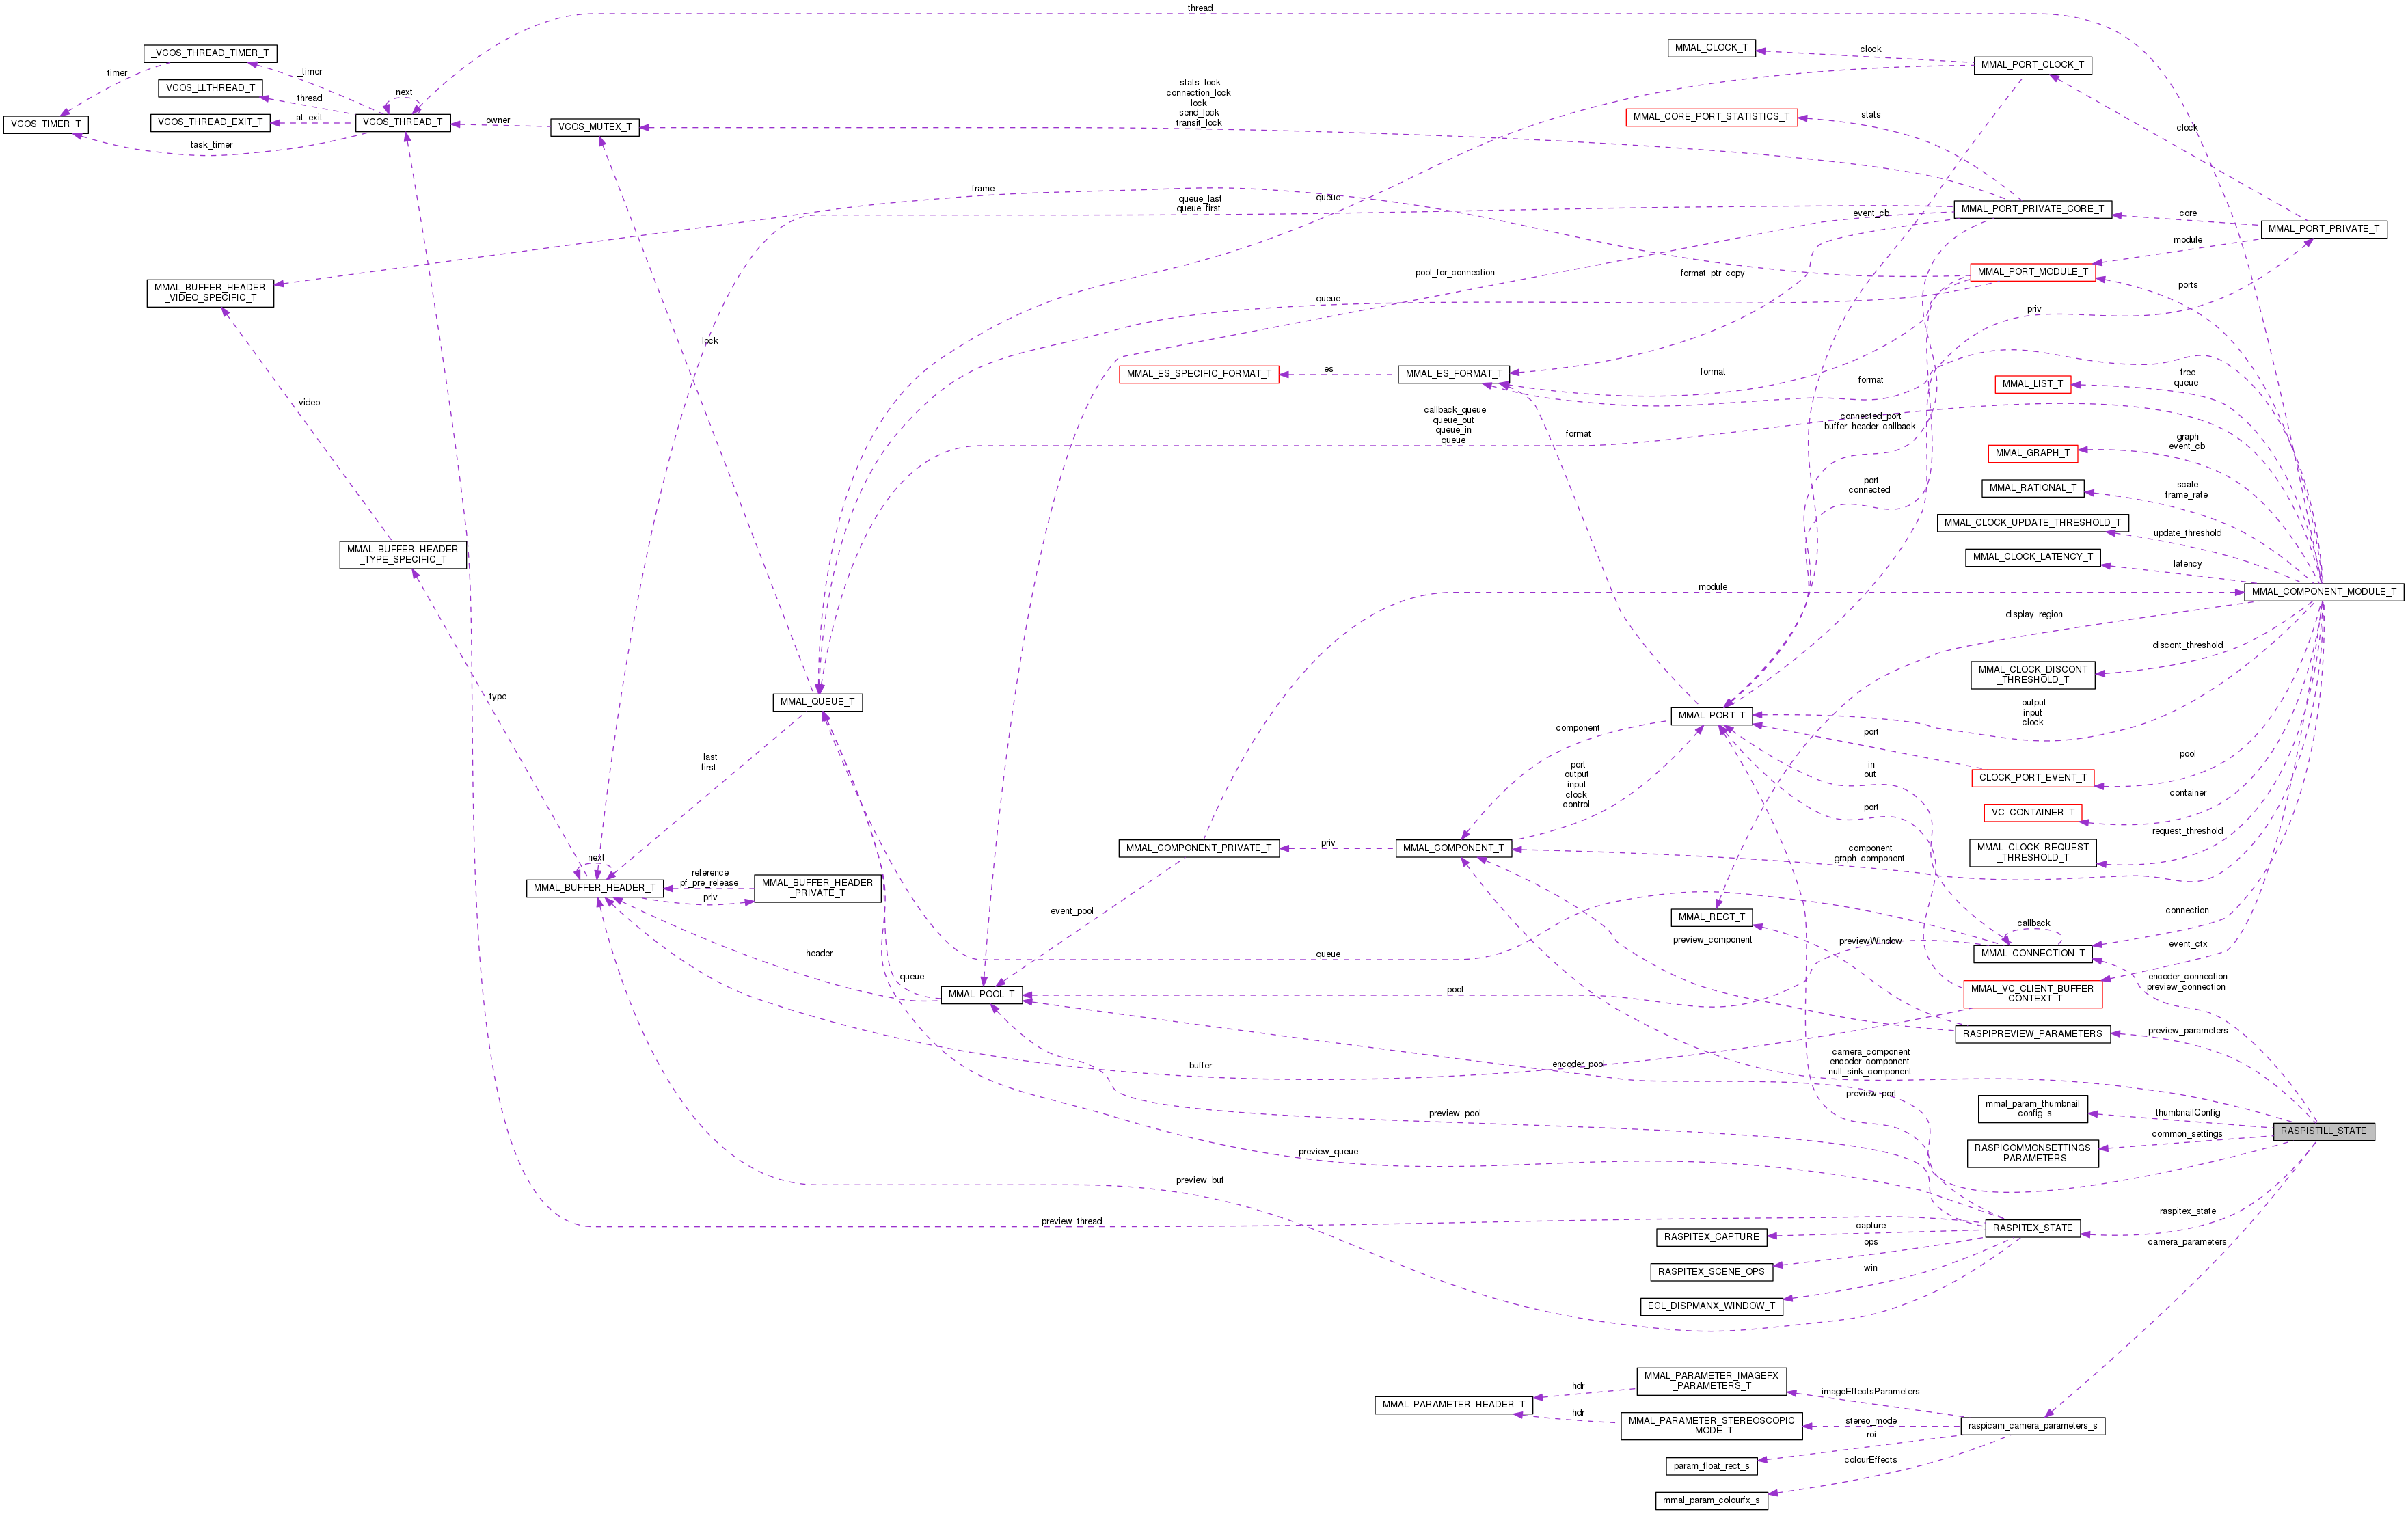 thread
_VCOS_THREAD_TIMER_T
timer
_timer
VCOS_LLTHREAD_T
thread
next
VCOS_TIMER_T
VCOS_THREAD_EXIT_T
at_exit
VCOS_THREAD_T
task_timer
owner
VCOS_MUTEX_T
stats_lock
connection_lock
lock
send_lock
transit_lock
MMAL_CLOCK_T
clock
MMAL_PORT_CLOCK_T
MMAL_CORE_PORT_STATISTICS_T
stats
clock
frame
queue_last
queue_first
queue
event_cb
MMAL_PORT_PRIVATE_CORE_T
core
MMAL_PORT_PRIVATE_T
module
MMAL_BUFFER_HEADER
_VIDEO_SPECIFIC_T
pool_for_connection
format_ptr_copy
MMAL_PORT_MODULE_T
ports
queue
priv
lock
video
MMAL_ES_SPECIFIC_FORMAT_T
es
MMAL_ES_FORMAT_T
format
format
MMAL_LIST_T
free
queue
callback_queue
queue_out
queue_in
queue
format
connected_port
buffer_header_callback
MMAL_GRAPH_T
graph
event_cb
port
connected
MMAL_RATIONAL_T
scale
frame_rate
MMAL_CLOCK_UPDATE_THRESHOLD_T
update_threshold
MMAL_BUFFER_HEADER
_TYPE_SPECIFIC_T
MMAL_CLOCK_LATENCY_T
latency
module
MMAL_COMPONENT_MODULE_T
display_region
MMAL_CLOCK_DISCONT
_THRESHOLD_T
discont_threshold
type
MMAL_QUEUE_T
MMAL_PORT_T
output
input
clock
component
port
last
first
port
output
input
clock
control
in
out
CLOCK_PORT_EVENT_T
pool
port
VC_CONTAINER_T
container
MMAL_COMPONENT_PRIVATE_T
priv
MMAL_COMPONENT_T
component
graph_component
MMAL_CLOCK_REQUEST
_THRESHOLD_T
request_threshold
next
MMAL_BUFFER_HEADER_T
reference
pf_pre_release
priv
MMAL_BUFFER_HEADER
_PRIVATE_T
event_pool
MMAL_RECT_T
connection
callback
header
queue
MMAL_POOL_T
queue
preview_component
previewWindow
MMAL_CONNECTION_T
event_ctx
pool
MMAL_VC_CLIENT_BUFFER
_CONTEXT_T
encoder_connection
preview_connection
RASPIPREVIEW_PARAMETERS
preview_parameters
buffer
encoder_pool
camera_component
encoder_component
null_sink_component
preview_port
mmal_param_thumbnail
_config_s
thumbnailConfig
preview_pool
RASPISTILL_STATE
common_settings
RASPICOMMONSETTINGS
_PARAMETERS
preview_queue
preview_buf
preview_thread
raspitex_state
capture
RASPITEX_CAPTURE
RASPITEX_STATE
ops
camera_parameters
RASPITEX_SCENE_OPS
win
EGL_DISPMANX_WINDOW_T
MMAL_PARAMETER_IMAGEFX
_PARAMETERS_T
hdr
imageEffectsParameters
MMAL_PARAMETER_HEADER_T
hdr
MMAL_PARAMETER_STEREOSCOPIC
_MODE_T
stereo_mode
raspicam_camera_parameters_s
roi
param_float_rect_s
colourEffects
mmal_param_colourfx_s